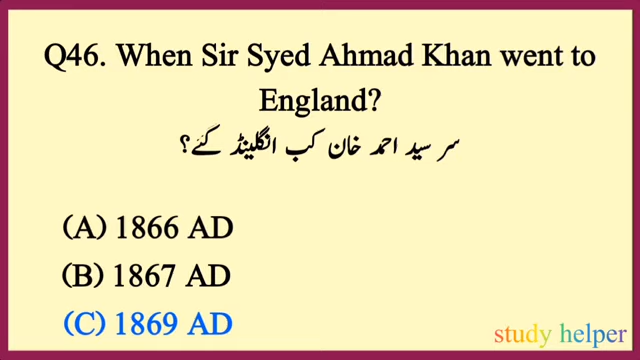 Q46. When Sir Syed Ahmad Khan went to
England?
سر سید احمد خان کب انگلینڈ گئے؟
(A) 1866 AD
(B) 1867 AD
(C) 1869 AD
study helper